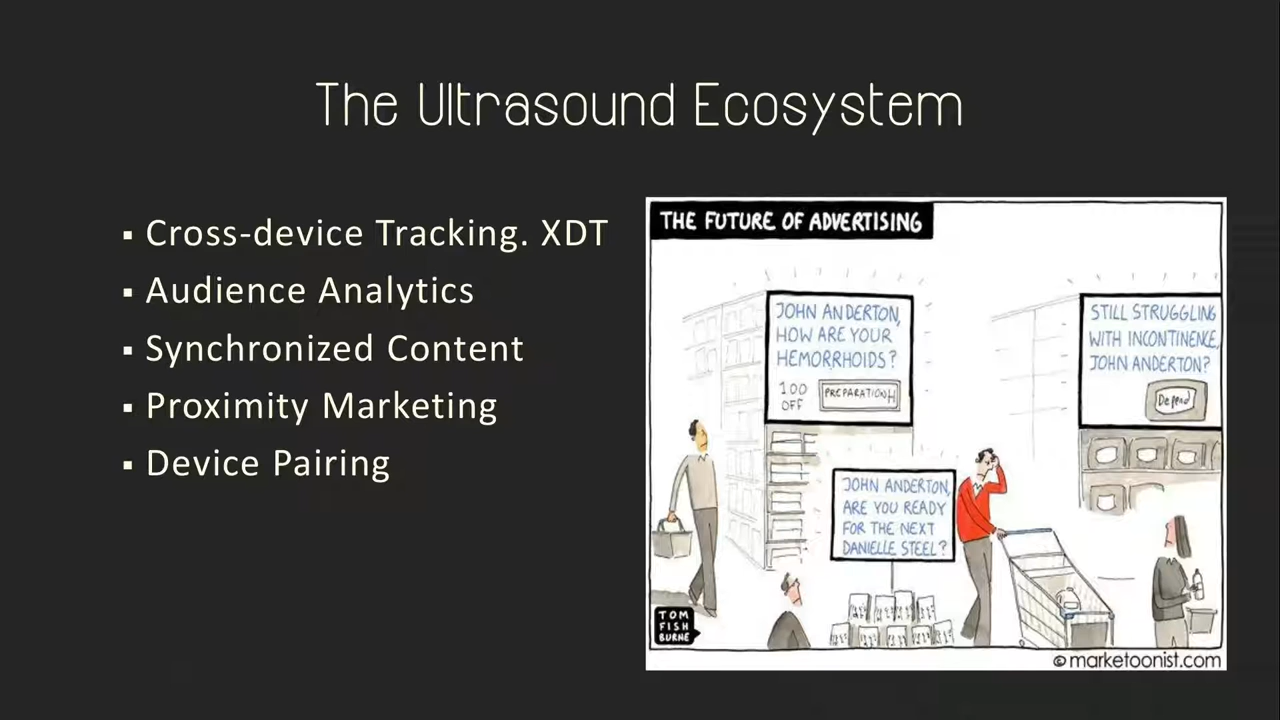 The Ultrasound Ecosystem
▪ Cross-device Tracking. XDT
▪ Audience Analytics
▪ Synchronized Content
▪ Proximity Marketing
▪ Device Pairing
THE FUTURE OF ADVERTISING
JOHN ANDERTON,
HOW ARE YOUR
HEMORRHOIDS?
100
OFF
PREPARATION H
STILL STRUGGLING
WITH INCONTINENCE,
JOHN ANDERTON?
Depend
JOHN ANDERTON,
ARE YOU READY
FOR THE NEXT
DANIELLE STEEL?
TOM
FISH
BURNE
© marketoonist.com